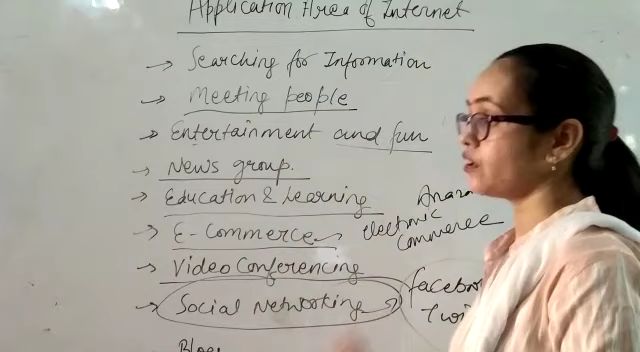 Application Area of Internet
→ Searching for Information
→ Meeting people
→ Entertainment and fun
→ News group.
→ Education & Learning
→ E-Commerce → electronic commerce
→ Video Conferencing
→ Social Networking →